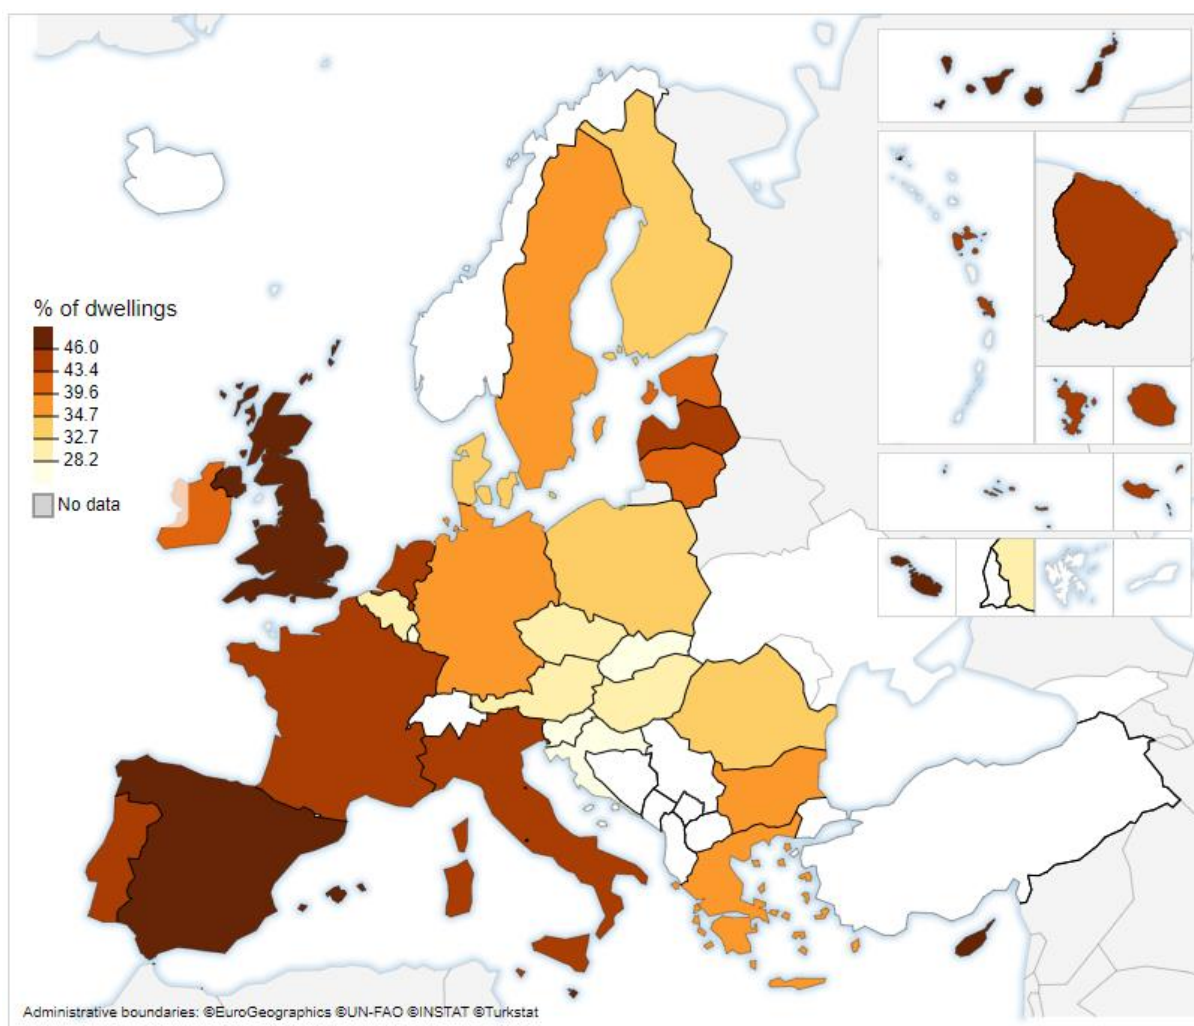 % of dwellings
46.0
43.4
39.6
34.7
32.7
28.2
No data
Administrative boundaries: ©EuroGeographics ©UN-FAO ©INSTAT ©Turkstat